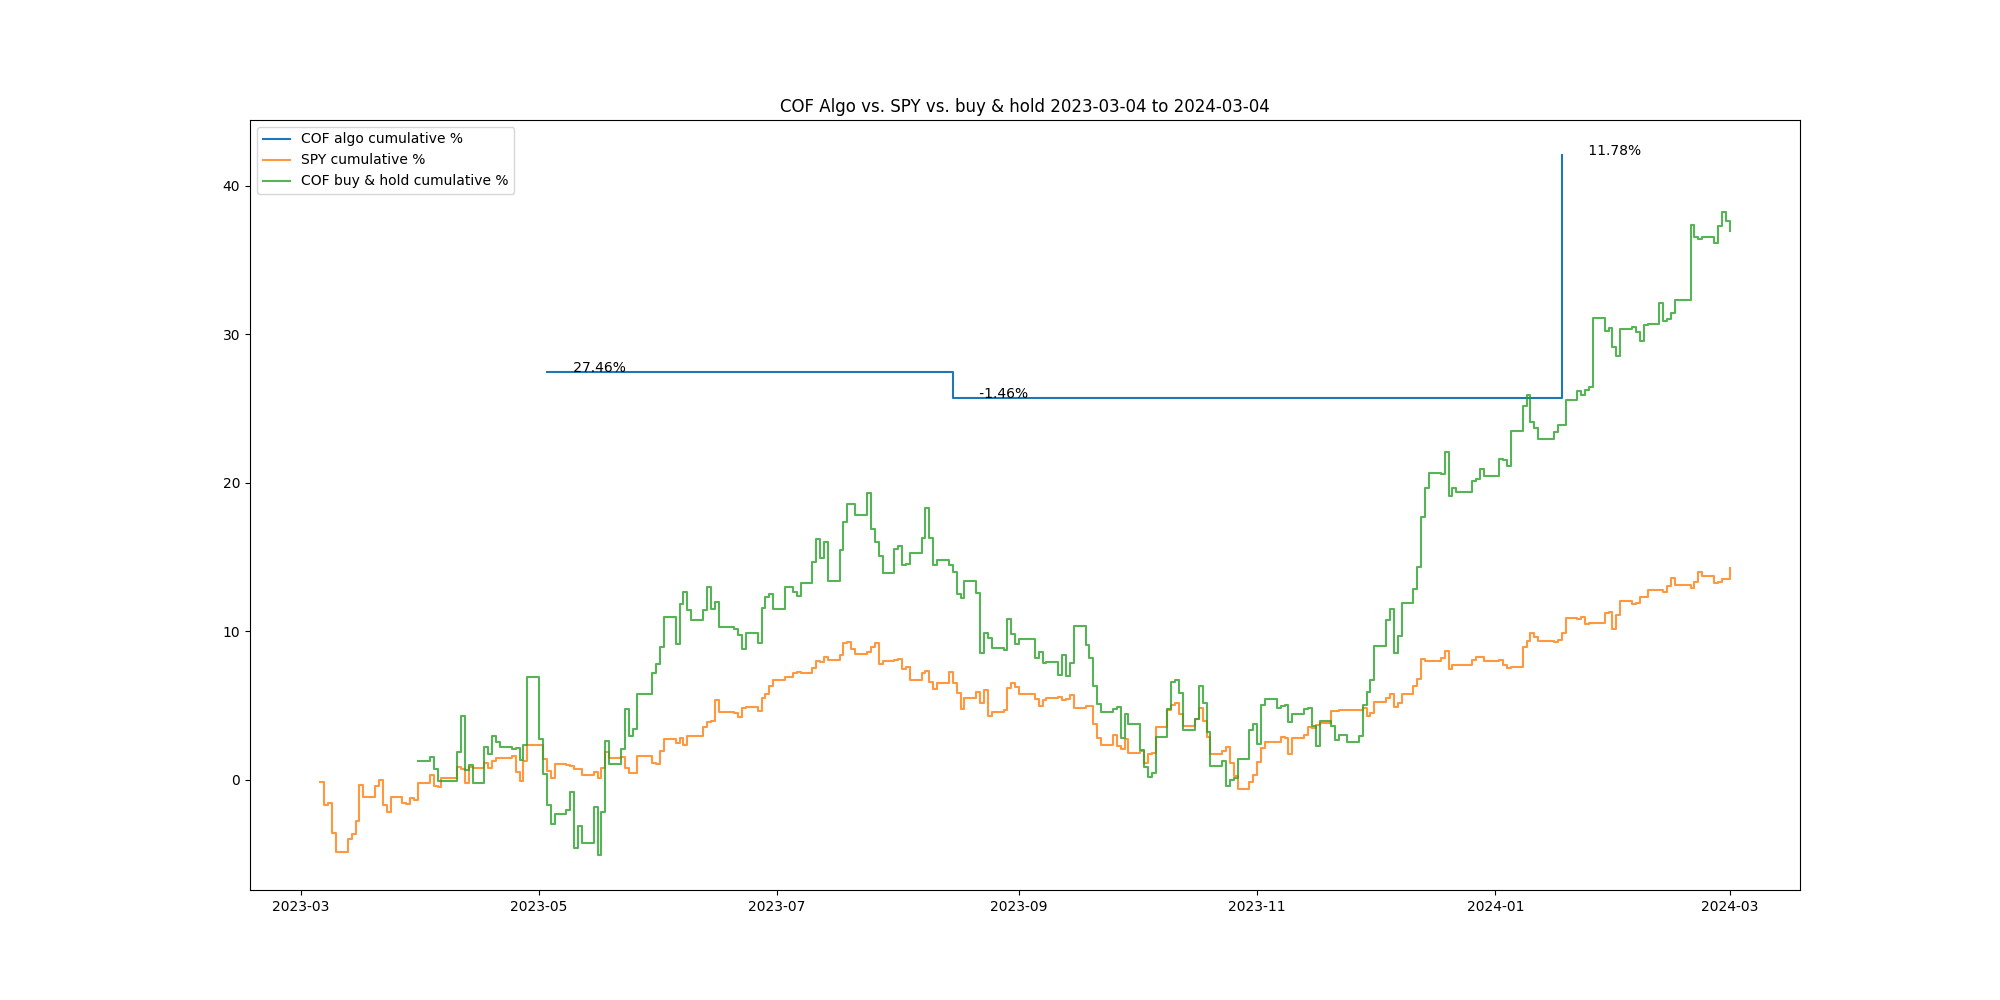 COF Algo vs. SPY vs. buy & hold 2023-03-04 to 2024-03-04
COF algo cumulative %
SPY cumulative %
COF buy & hold cumulative %
11.78%
27.46%
-1.46%
40
30
20
10
0
2023-03 2023-05 2023-07 2023-09 2023-11 2024-01 2024-03